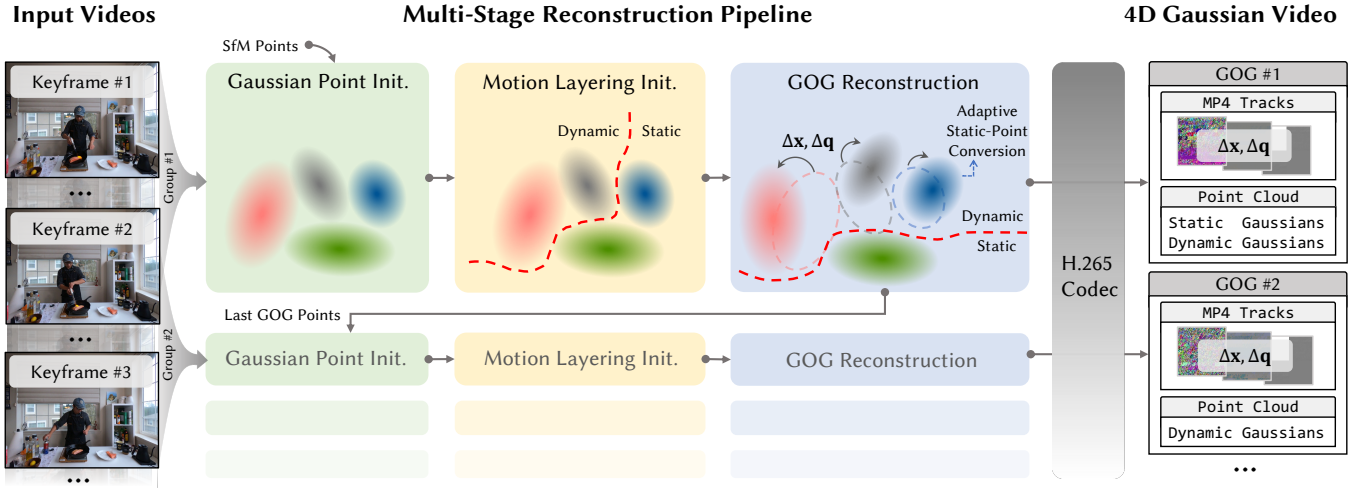 Input Videos
Multi-Stage Reconstruction Pipeline
4D Gaussian Video
Keyframe #1
...
Keyframe #2
...
Keyframe #3
...
Group #1
Group #2
SfM Points
Gaussian Point Init.
Motion Layering Init.
Dynamic
Static
GOG Reconstruction
Δx, Δq
Adaptive
Static-Point
Conversion
Dynamic
Static
Last GOG Points
Gaussian Point Init.
Motion Layering Init.
GOG Reconstruction
H.265
Codec
GOG #1
MP4 Tracks
Δx, Δq
Point Cloud
Static Gaussians
Dynamic Gaussians
GOG #2
MP4 Tracks
Δx, Δq
Point Cloud
Dynamic Gaussians
...